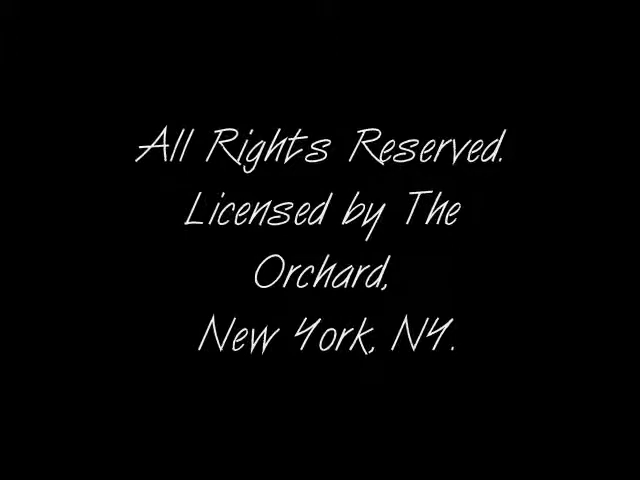 All Rights Reserved.
Licensed by The
Orchard,
New York, NY.